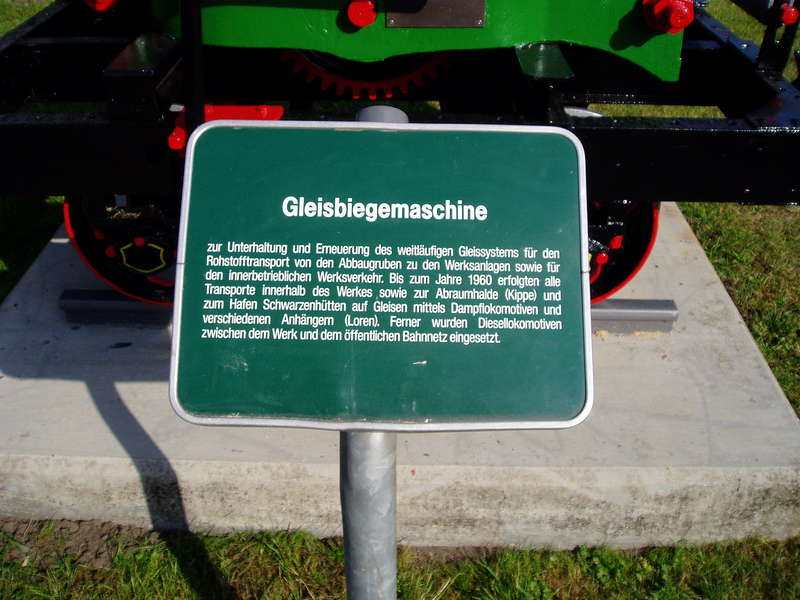 Gleisbiegemaschine
zur Unterhaltung und Erneuerung des weitläufigen Gleissystems für den
Rohstofftransport von den Abbaugruben zu den Werksanlagen sowie für
den innerbetrieblichen Werksverkehr. Bis zum Jahre 1960 erfolgten alle
Transporte innerhalb des Werkes sowie zur Abraumhalde (Kippe) und
zum Hafen Schwarzenhütten auf Gleisen mittels Dampflokomotiven und
verschiedenen Anhängern (Loren). Ferner wurden Diesellokomotiven
zwischen dem Werk und dem öffentlichen Bahnnetz eingesetzt.